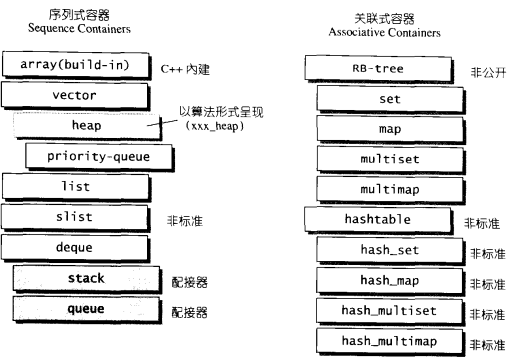 序列式容器
Sequence Containers
array(build-in)
C++ 內建
vector
heap
以算法形式呈现
(xxx_heap)
priority-queue
list
slist
非标准
deque
stack
配接器
queue
配接器
关联式容器
Associative Containers
RB-tree
非公开
set
map
multiset
multimap
hashtable
非标准
hash_set
非标准
hash_map
非标准
hash_multiset
非标准
hash_multimap
非标准